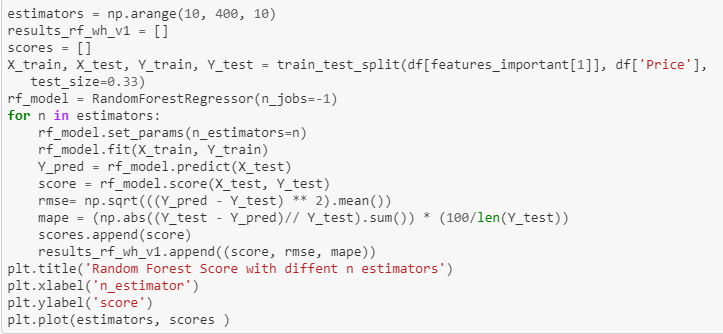 estimators = np.arange(10, 400, 10)
results_rf_wh_v1 = []
scores = []
X_train, X_test, Y_train, Y_test = train_test_split(df[features_important[1]], df['Price'],
   test_size=0.33)
rf_model = RandomForestRegressor(n_jobs=-1)
for n in estimators:
    rf_model.set_params(n_estimators=n)
    rf_model.fit(X_train, Y_train)
    Y_pred = rf_model.predict(X_test)
    score = rf_model.score(X_test, Y_test)
    rmse= np.sqrt(((Y_pred - Y_test) ** 2).mean())
    mape = (np.abs((Y_test - Y_pred)// Y_test).sum()) * (100/len(Y_test))
    scores.append(score)
    results_rf_wh_v1.append((score, rmse, mape))
plt.title('Random Forest Score with diffent n estimators')
plt.xlabel('n_estimator')
plt.ylabel('score')
plt.plot(estimators, scores )